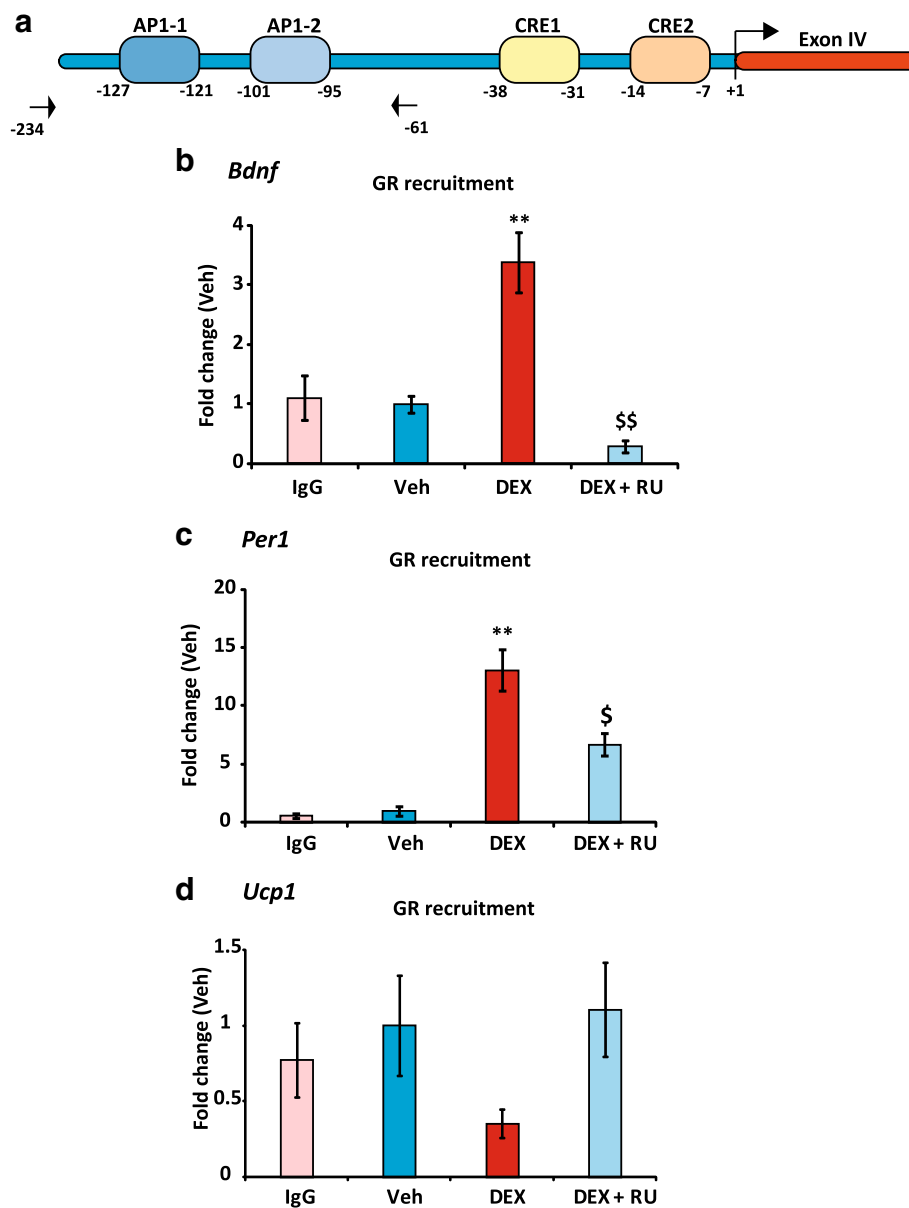 a
AP1-1 AP1-2 CRE1 CRE2 Exon IV
-127 -121 -101 -95 -38 -31 -14 -7 +1
-234 -61
b Bdnf
GR recruitment
Fold change (Veh)
4
3
2
1
0
**
$$
IgG Veh DEX DEX + RU
c Per1
GR recruitment
Fold change (Veh)
20
15
10
5
0
**
$
IgG Veh DEX DEX + RU
d Ucp1
GR recruitment
Fold change (Veh)
1.5
1
0.5
0
IgG Veh DEX DEX + RU